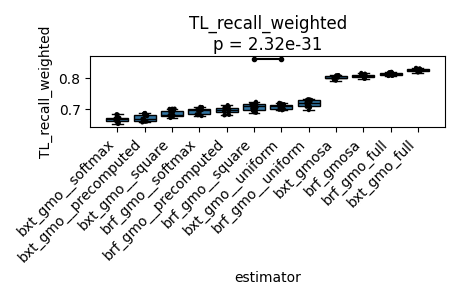 TL_recall_weighted
p = 2.32e-31
TL_recall_weighted
0.8
0.7
bxt_gmo__softmax
bxt_gmo__precomputed
bxt_gmo__square
brf_gmo__softmax
brf_gmo__precomputed
brf_gmo__square
bxt_gmo__uniform
brf_gmo__uniform
bxt_gmosa
brf_gmosa
brf_gmo_full
bxt_gmo_full
estimator